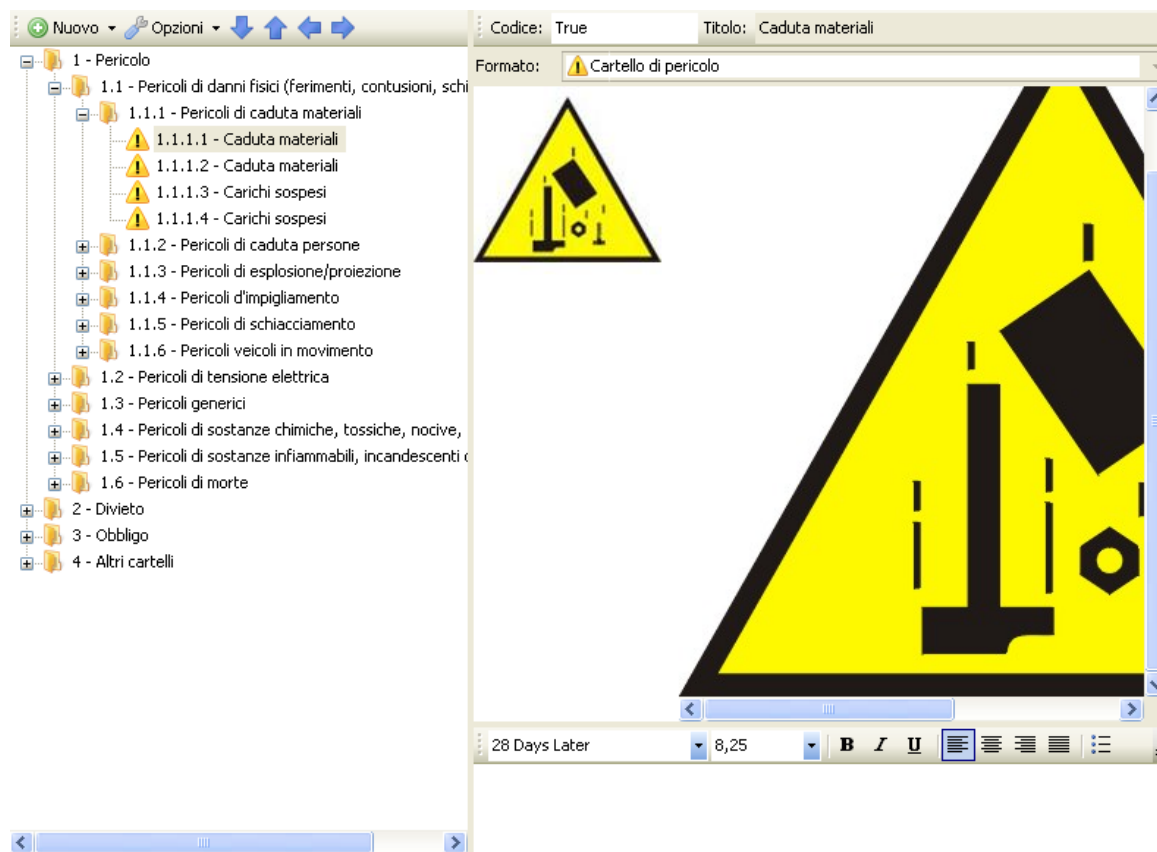 Nuovo Opzioni
Codice: True Titolo: Caduta materiali
Formato: Cartello di pericolo
1 - Pericolo
1.1 - Pericoli di danni fisici (ferimenti, contusioni, schi
1.1.1 - Pericoli di caduta materiali
1.1.1.1 - Caduta materiali
1.1.1.2 - Caduta materiali
1.1.1.3 - Carichi sospesi
1.1.1.4 - Carichi sospesi
1.1.2 - Pericoli di caduta persone
1.1.3 - Pericoli di esplosione/proiezione
1.1.4 - Pericoli d'impigliamento
1.1.5 - Pericoli di schiacciamento
1.1.6 - Pericoli veicoli in movimento
1.2 - Pericoli di tensione elettrica
1.3 - Pericoli generici
1.4 - Pericoli di sostanze chimiche, tossiche, nocive,
1.5 - Pericoli di sostanze infiammabili, incandescenti
1.6 - Pericoli di morte
2 - Divieto
3 - Obbligo
4 - Altri cartelli
28 Days Later 8,25 B I U